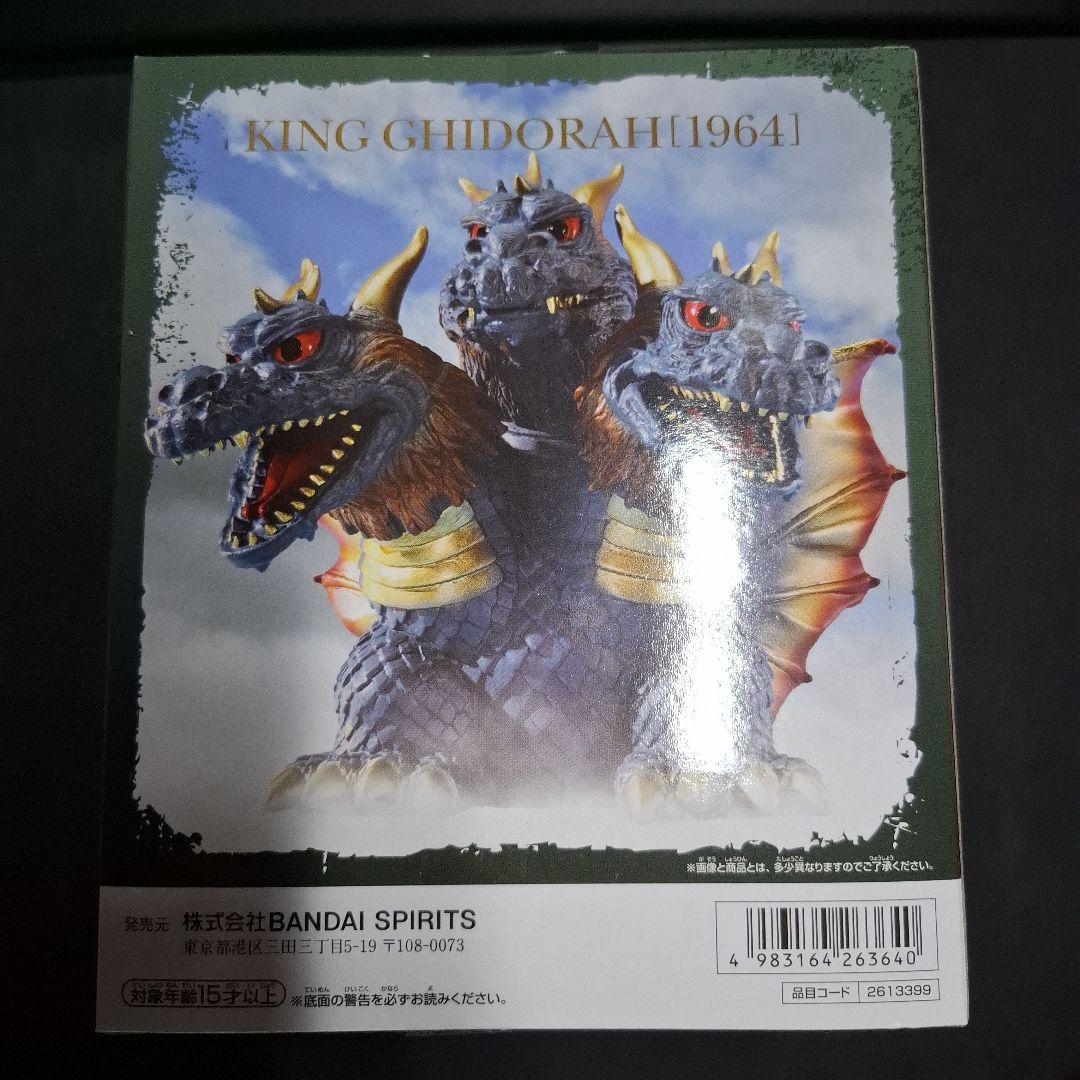 KING GHIDORAH[1964]
※画像と商品とは、多少異なりますのでご了承ください。
発売元 株式会社BANDAI SPIRITS
東京都港区三田三丁目5-19 〒108-0073
対象年齢15才以上 ※底面の警告を必ずお読みください。
4 983164 263640
品目コード 2613399